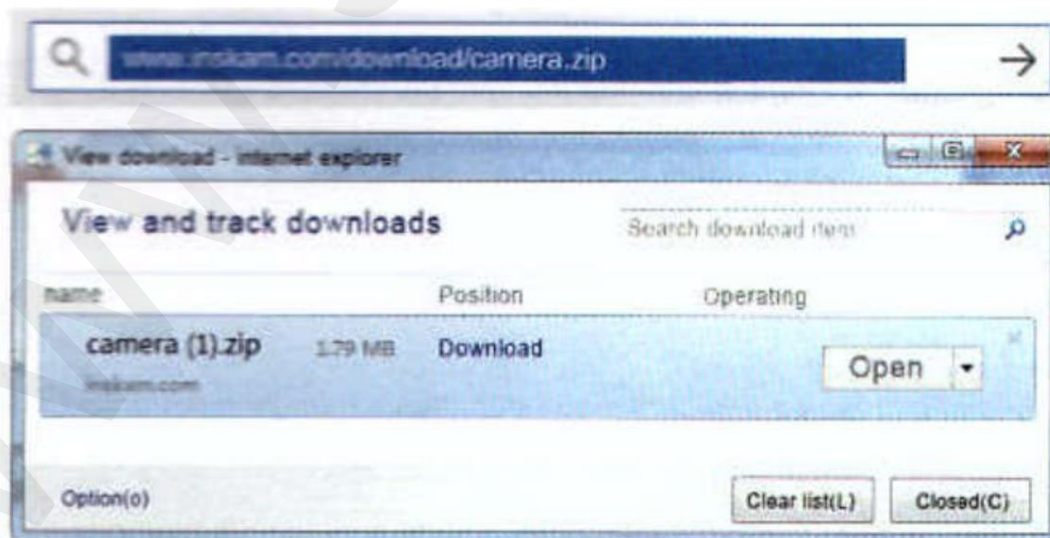 www.inskam.com/download/camera.zip
View download - internet explorer
View and track downloads
Search download item
name Position Operating
camera (1).zip 1.79 MB Download Open
inskam.com
Option(o) Clear list(L) Closed(C)